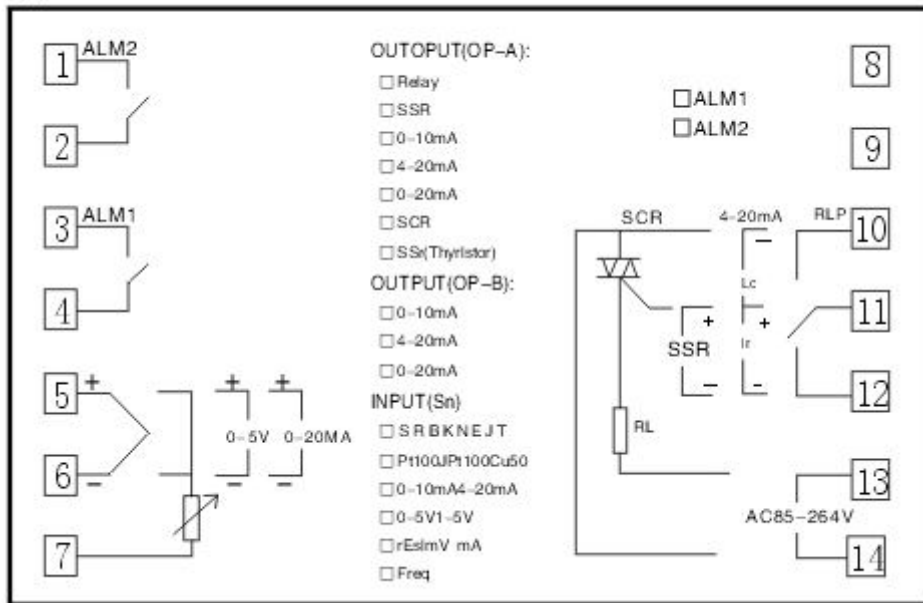 1 ALM2
2
3 ALM1
4
5 +
6 −
7
+ +
0-5V 0-20MA
− −
OUTOPUT(OP-A):
□Relay
□SSR
□0-10mA
□4-20mA
□0-20mA
□SCR
□SSr(Thyrlstor)
OUTPUT(OP-B):
□0-10mA
□4-20mA
□0-20mA
INPUT(Sn)
□S R B K N E J T
□Pt100JPt100Cu50
□0-10mA4-20mA
□0-5V1-5V
□rEslmV mA
□Freq
□ALM1
□ALM2
8
9
SCR 4-20mA RLP 10
−
Lc
+ + 11
SSR Ir
− - 12
RL
13
AC85-264V
14